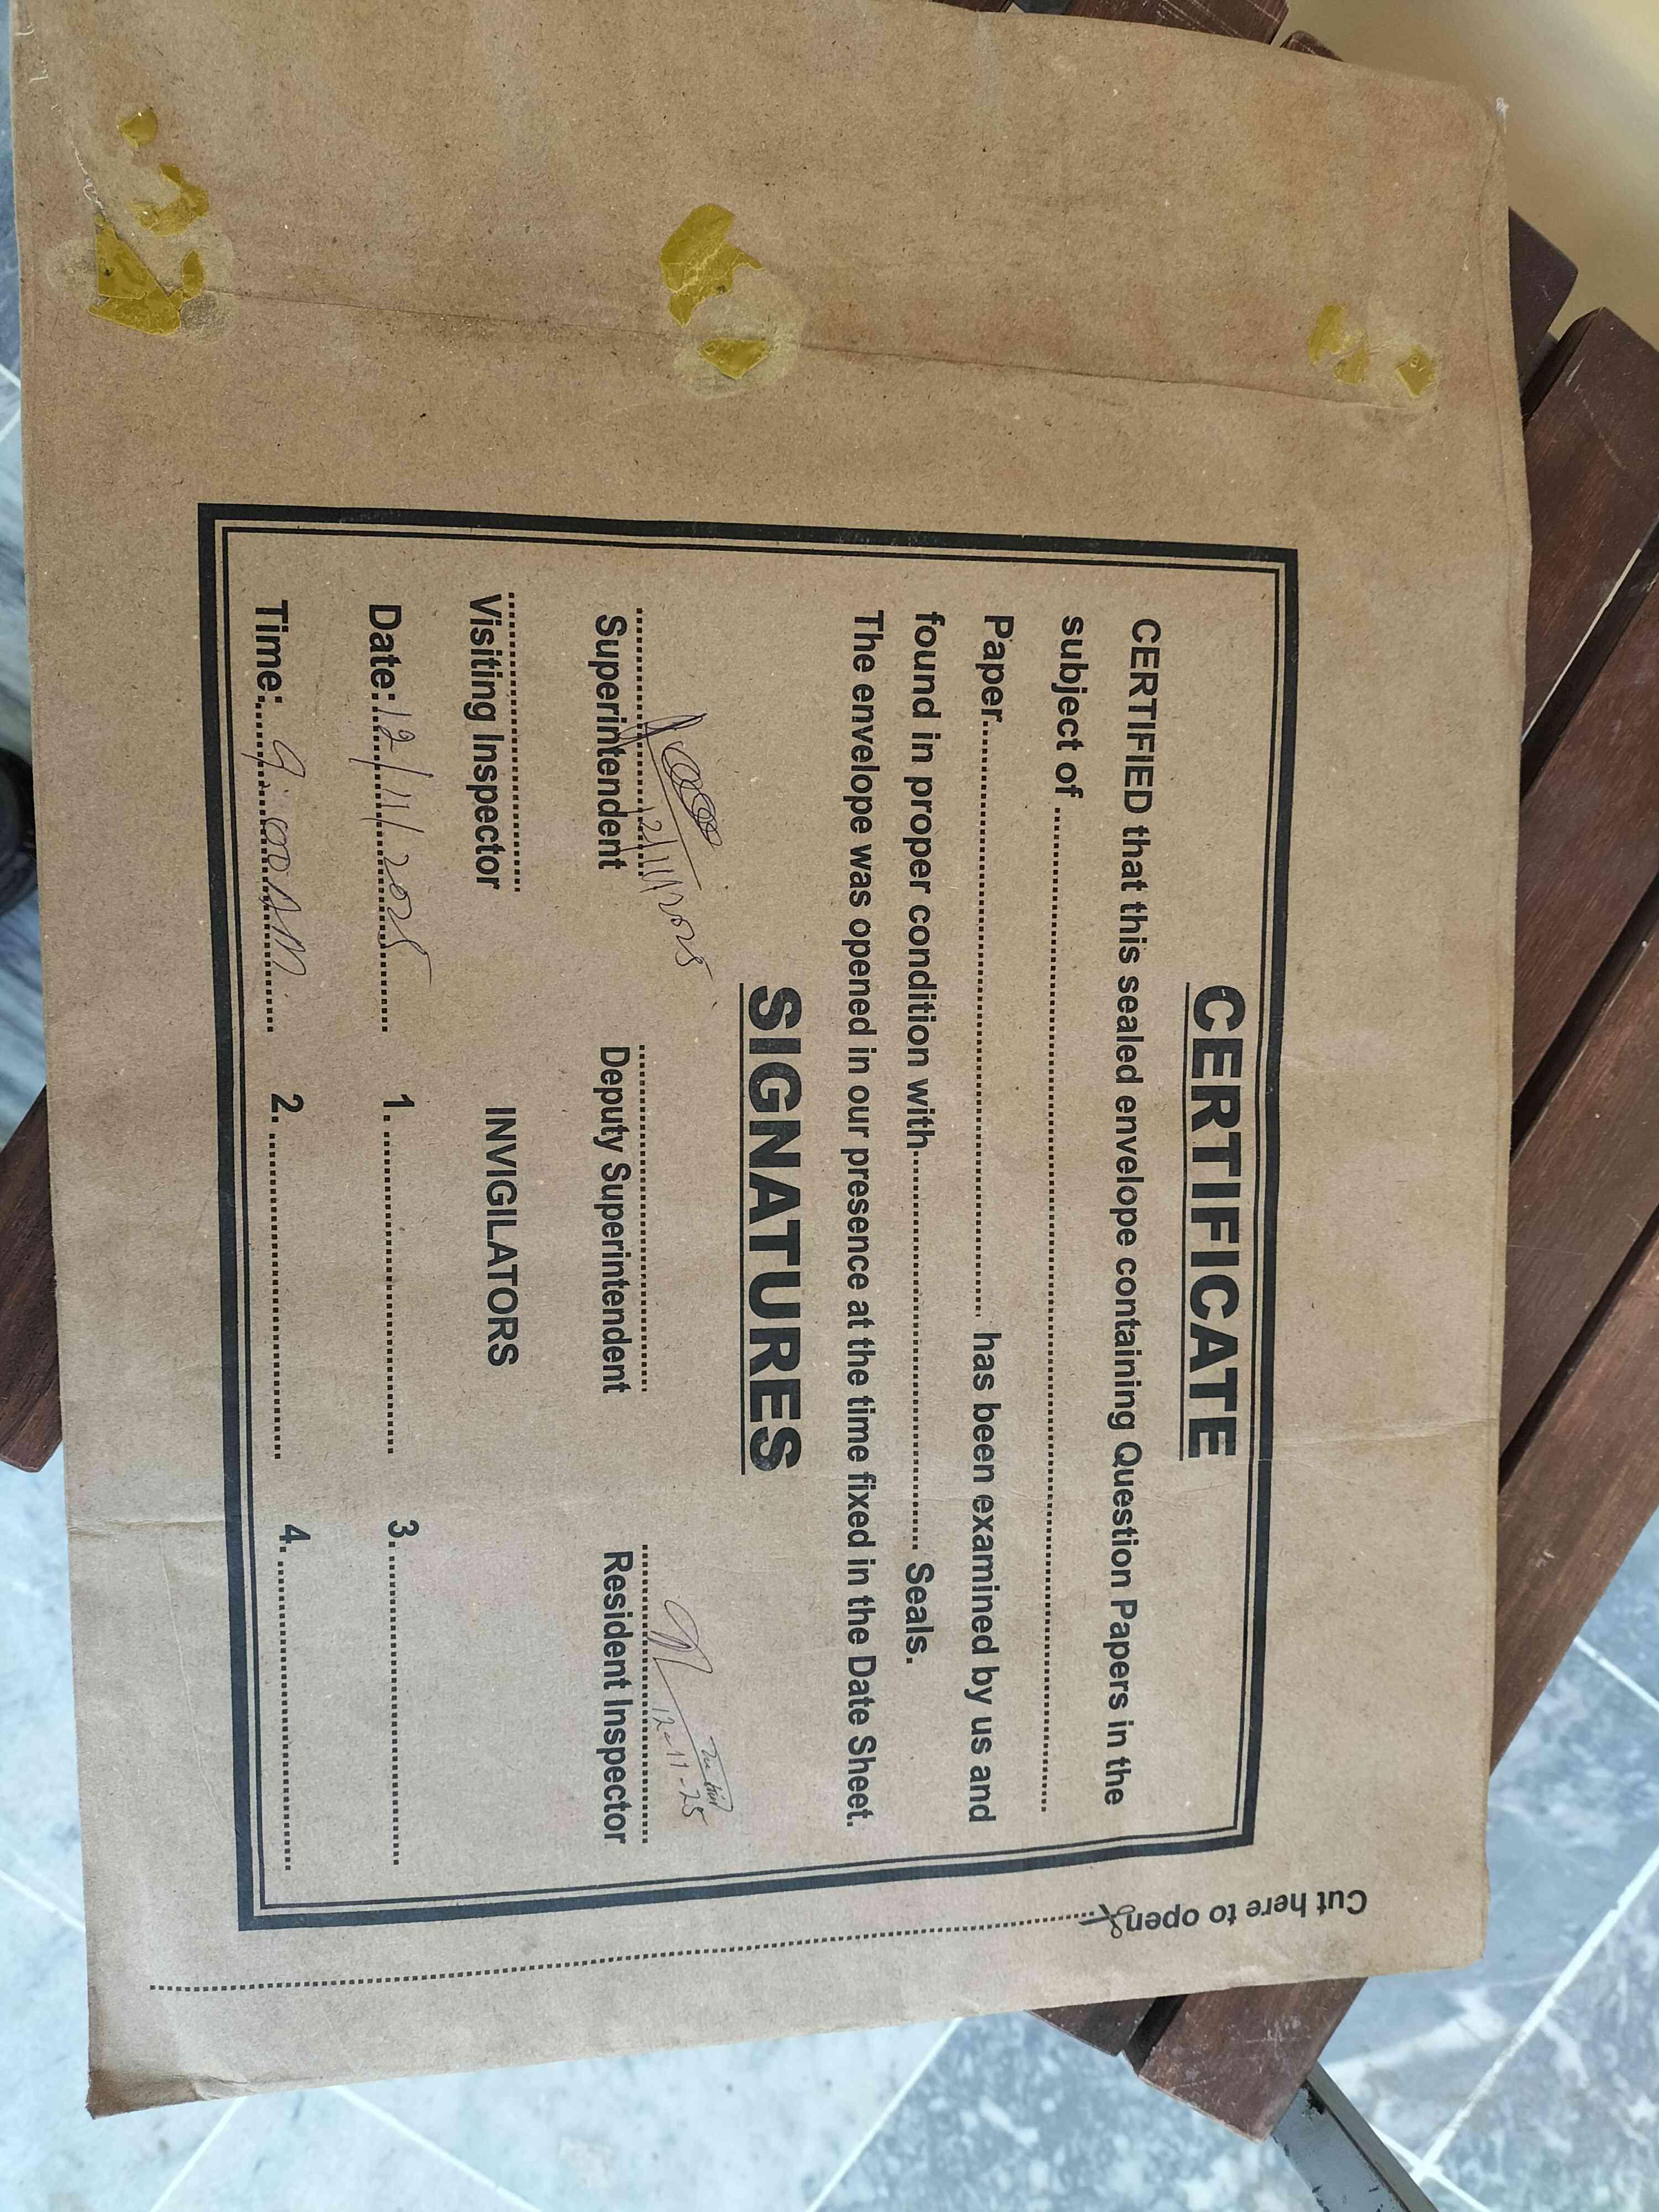 CERTIFICATE
CERTIFIED that this sealed envelope containing Question Papers in the
subject of ........................................
Paper........................................ has been examined by us and
found in proper condition with........................................ Seals.
The envelope was opened in our presence at the time fixed in the Date Sheet.
SIGNATURES
12/11/2025 12-11-25
Superintendent Deputy Superintendent Resident Inspector
Visiting Inspector INVIGILATORS
Date: 12/11/2025 1. .................... 3. ....................
Time: 9:00AM 2. .................... 4. ....................
Cut here to open